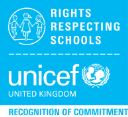 RIGHTS
RESPECTING
SCHOOLS
unicef
UNITED KINGDOM
RECOGNITION OF COMMITMENT